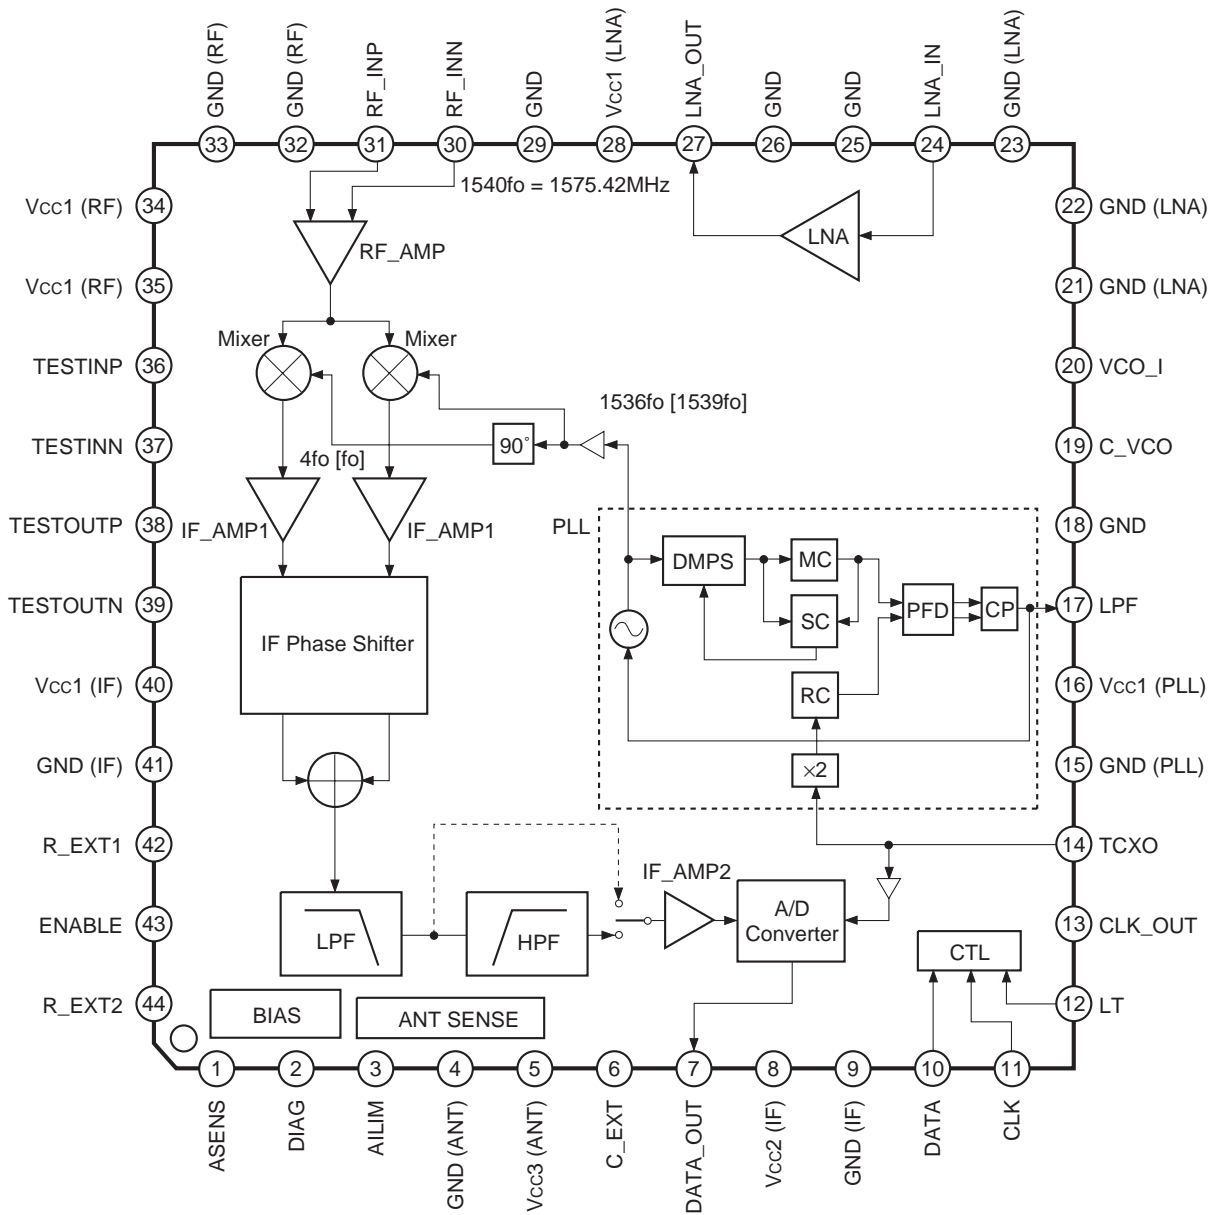 GND (RF)
GND (RF)
RF_INP
RF_INN
GND
Vcc1 (LNA)
LNA_OUT
GND
GND
LNA_IN
GND (LNA)
33
32
31
30
29
28
27
26
25
24
23
1540fo = 1575.42MHz
Vcc1 (RF)
34
22
GND (LNA)
RF_AMP
LNA
Vcc1 (RF)
35
21
GND (LNA)
Mixer
Mixer
TESTINP
36
20
VCO_I
1536fo [1539fo]
TESTINN
37
90°
19
C_VCO
4fo [fo]
TESTOUTP
38
IF_AMP1
IF_AMP1
PLL
18
GND
DMPS
MC
TESTOUTN
39
PFD
CP
17
LPF
SC
IF Phase Shifter
Vcc1 (IF)
40
RC
16
Vcc1 (PLL)
GND (IF)
41
×2
15
GND (PLL)
R_EXT1
42
14
TCXO
IF_AMP2
ENABLE
43
LPF
HPF
A/D
Converter
13
CLK_OUT
CTL
R_EXT2
44
BIAS
ANT SENSE
12
LT
1
2
3
4
5
6
7
8
9
10
11
ASENS
DIAG
AILIM
GND (ANT)
Vcc3 (ANT)
C_EXT
DATA_OUT
Vcc2 (IF)
GND (IF)
DATA
CLK